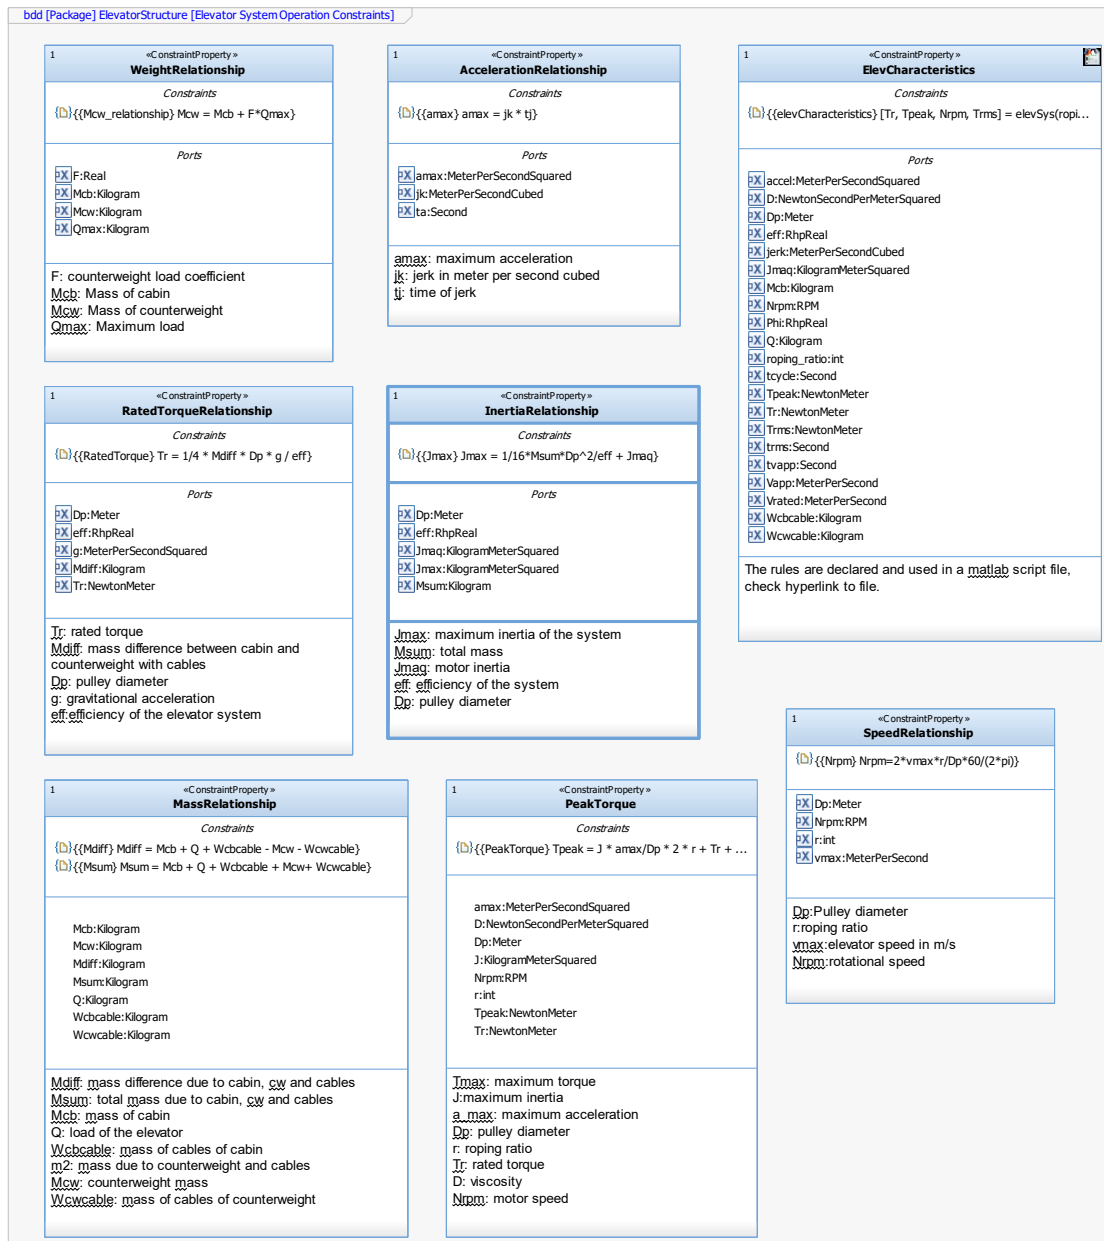 bdd [Package] ElevatorStructure [Elevator System Operation Constraints]
1
«ConstraintProperty»
WeightRelationship
Constraints
{{Mcw_relationship} Mcw = Mcb + F*Qmax}
Ports
F:Real
Mcb:Kilogram
Mcw:Kilogram
Qmax:Kilogram
F: counterweight load coefficient
Mcb: Mass of cabin
Mcw: Mass of counterweight
Qmax: Maximum load
1
«ConstraintProperty»
AccelerationRelationship
Constraints
{{amax} amax = jk * tj}
Ports
amax:MeterPerSecondSquared
jk:MeterPerSecondCubed
ta:Second
amax: maximum acceleration
jk: jerk in meter per second cubed
tj: time of jerk
1
«ConstraintProperty»
ElevCharacteristics
Constraints
{{elevCharacteristics} [Tr, Tpeak, Nrpm, Trms] = elevSys(ropi...
Ports
accel:MeterPerSecondSquared
D:NewtonSecondPerMeterSquared
Dp:Meter
eff:RhpReal
jerk:MeterPerSecondCubed
Jmaq:KilogramMeterSquared
Mcb:Kilogram
Nrpm:RPM
Phi:RhpReal
Q:Kilogram
roping_ratio:int
tcycle:Second
Tpeak:NewtonMeter
Tr:NewtonMeter
Trms:NewtonMeter
trms:Second
tvapp:Second
Vapp:MeterPerSecond
Vrated:MeterPerSecond
Wcbcable:Kilogram
Wcwcable:Kilogram
The rules are declared and used in a matlab script file,
check hyperlink to file.
1
«ConstraintProperty»
RatedTorqueRelationship
Constraints
{{RatedTorque} Tr = 1/4 * Mdiff * Dp * g / eff}
Ports
Dp:Meter
eff:RhpReal
g:MeterPerSecondSquared
Mdiff:Kilogram
Tr:NewtonMeter
Tr: rated torque
Mdiff: mass difference between cabin and
counterweight with cables
Dp: pulley diameter
g: gravitational acceleration
eff:efficiency of the elevator system
1
«ConstraintProperty»
InertiaRelationship
Constraints
{{Jmax} Jmax = 1/16*Msum*Dp^2/eff + Jmaq}
Ports
Dp:Meter
eff:RhpReal
Jmaq:KilogramMeterSquared
Jmax:KilogramMeterSquared
Msum:Kilogram
Jmax: maximum inertia of the system
Msum: total mass
Jmaq: motor inertia
eff: efficiency of the system
Dp: pulley diameter
1
«ConstraintProperty»
SpeedRelationship
{{Nrpm} Nrpm=2*vmax*r/Dp*60/(2*pi)}
Dp:Meter
Nrpm:RPM
r:int
vmax:MeterPerSecond
Dp:Pulley diameter
r:roping ratio
vmax:elevator speed in m/s
Nrpm:rotational speed
1
«ConstraintProperty»
MassRelationship
Constraints
{{Mdiff} Mdiff = Mcb + Q + Wcbcable - Mcw - Wcwcable}
{{Msum} Msum = Mcb + Q + Wcbcable + Mcw+ Wcwcable}
Mcb:Kilogram
Mcw:Kilogram
Mdiff:Kilogram
Msum:Kilogram
Q:Kilogram
Wcbcable:Kilogram
Wcwcable:Kilogram
Mdiff: mass difference due to cabin, cw and cables
Msum: total mass due to cabin, cw and cables
Mcb: mass of cabin
Q: load of the elevator
Wcbcable: mass of cables of cabin
m2: mass due to counterweight and cables
Mcw: counterweight mass
Wcwcable: mass of cables of counterweight
1
«ConstraintProperty»
PeakTorque
Constraints
{{PeakTorque} Tpeak = J * amax/Dp * 2 * r + Tr + ...
amax:MeterPerSecondSquared
D:NewtonSecondPerMeterSquared
Dp:Meter
J:KilogramMeterSquared
Nrpm:RPM
r:int
Tpeak:NewtonMeter
Tr:NewtonMeter
Tmax: maximum torque
J:maximum inertia
a_max: maximum acceleration
Dp: pulley diameter
r: roping ratio
Tr: rated torque
D: viscosity
Nrpm: motor speed